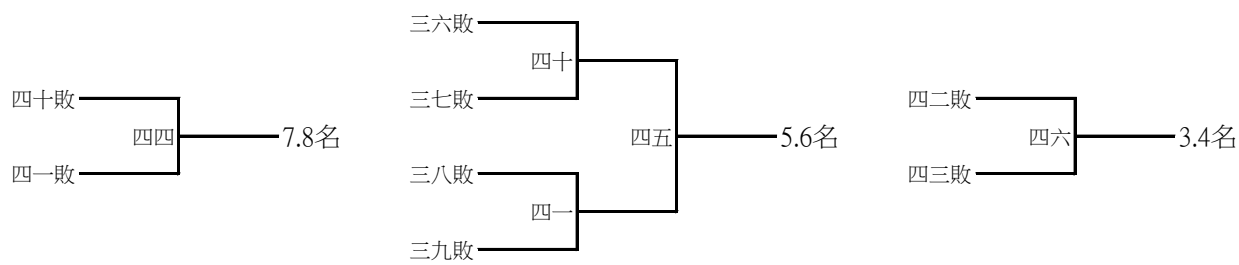 四十敗
四四
7.8名
四一敗
三六敗
四十
三七敗
四五
5.6名
三八敗
四一
三九敗
四二敗
四六
3.4名
四三敗